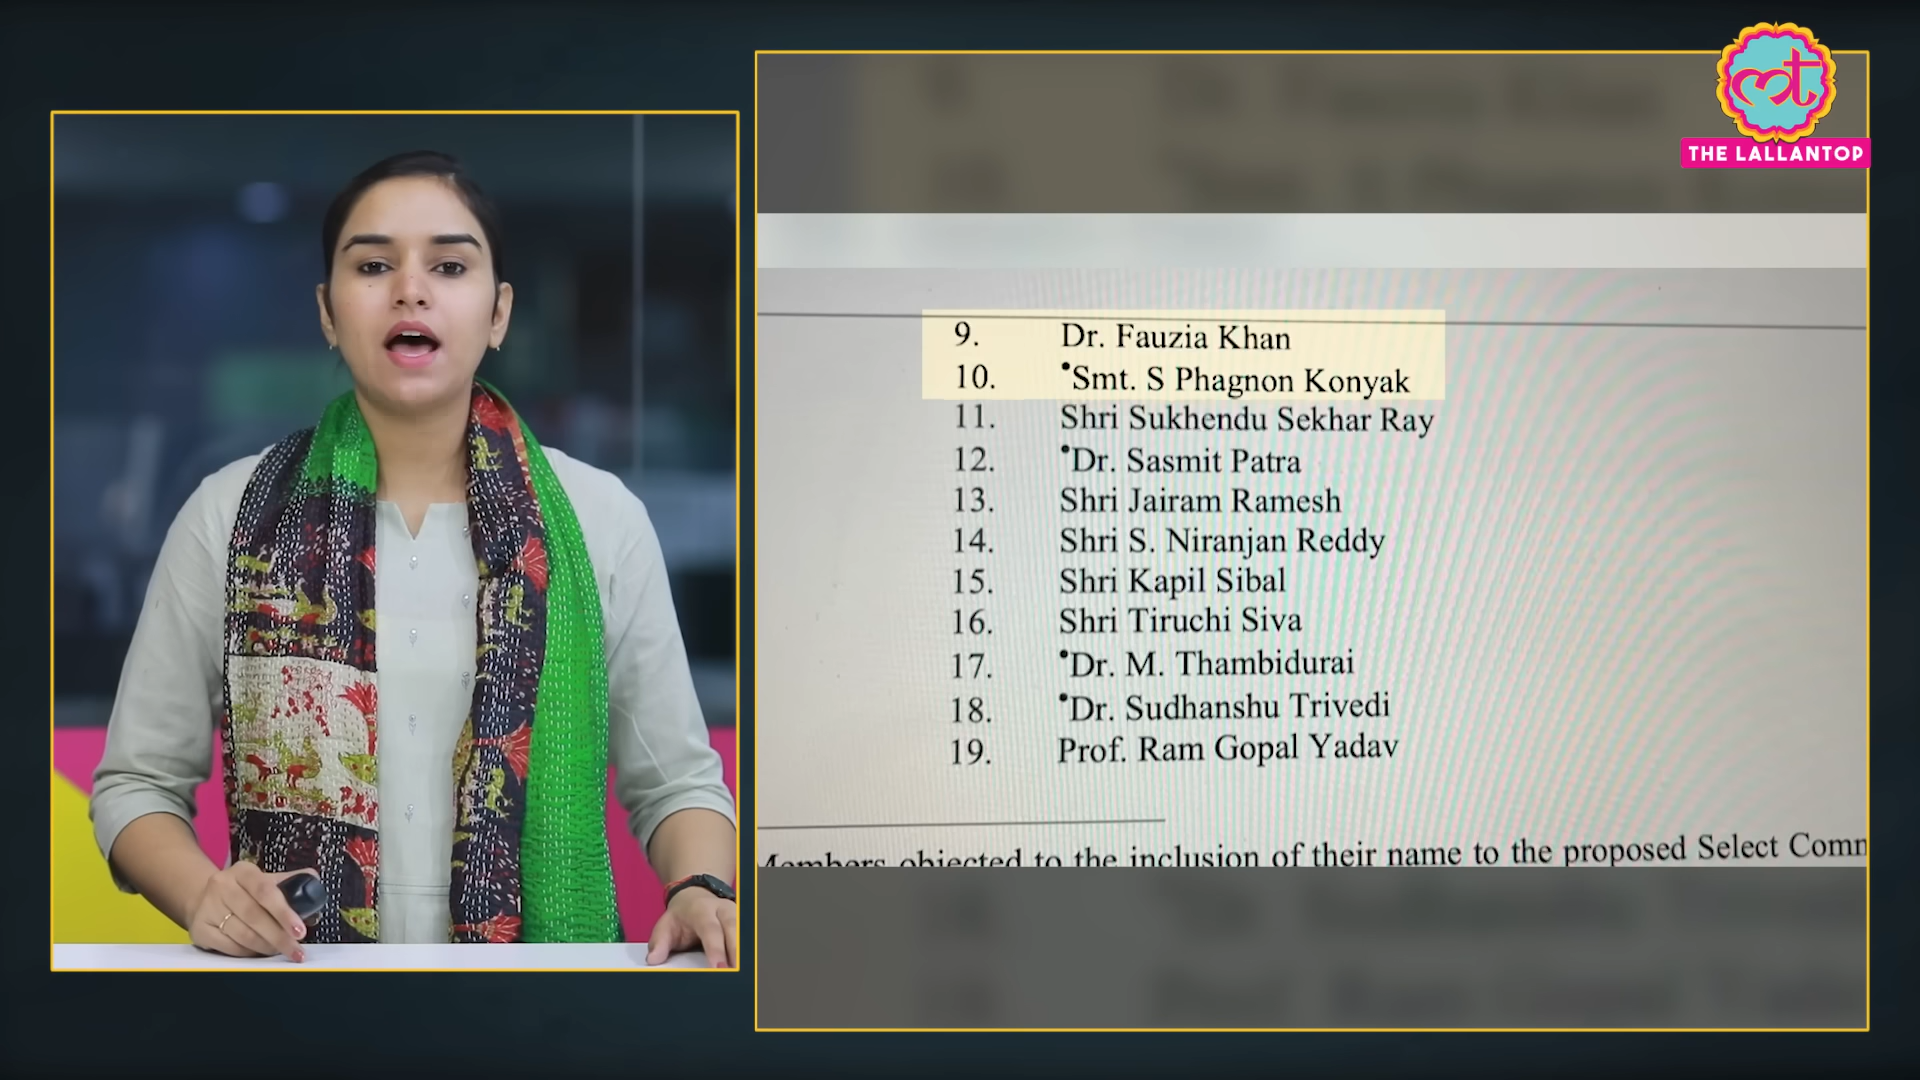 THE LALLANTOP
9. Dr. Fauzia Khan
10. •Smt. S Phagnon Konyak
11. Shri Sukhendu Sekhar Ray
12. •Dr. Sasmit Patra
13. Shri Jairam Ramesh
14. Shri S. Niranjan Reddy
15. Shri Kapil Sibal
16. Shri Tiruchi Siva
17. •Dr. M. Thambidurai
18. •Dr. Sudhanshu Trivedi
19. Prof. Ram Gopal Yadav
Members objected to the inclusion of their name to the proposed Select